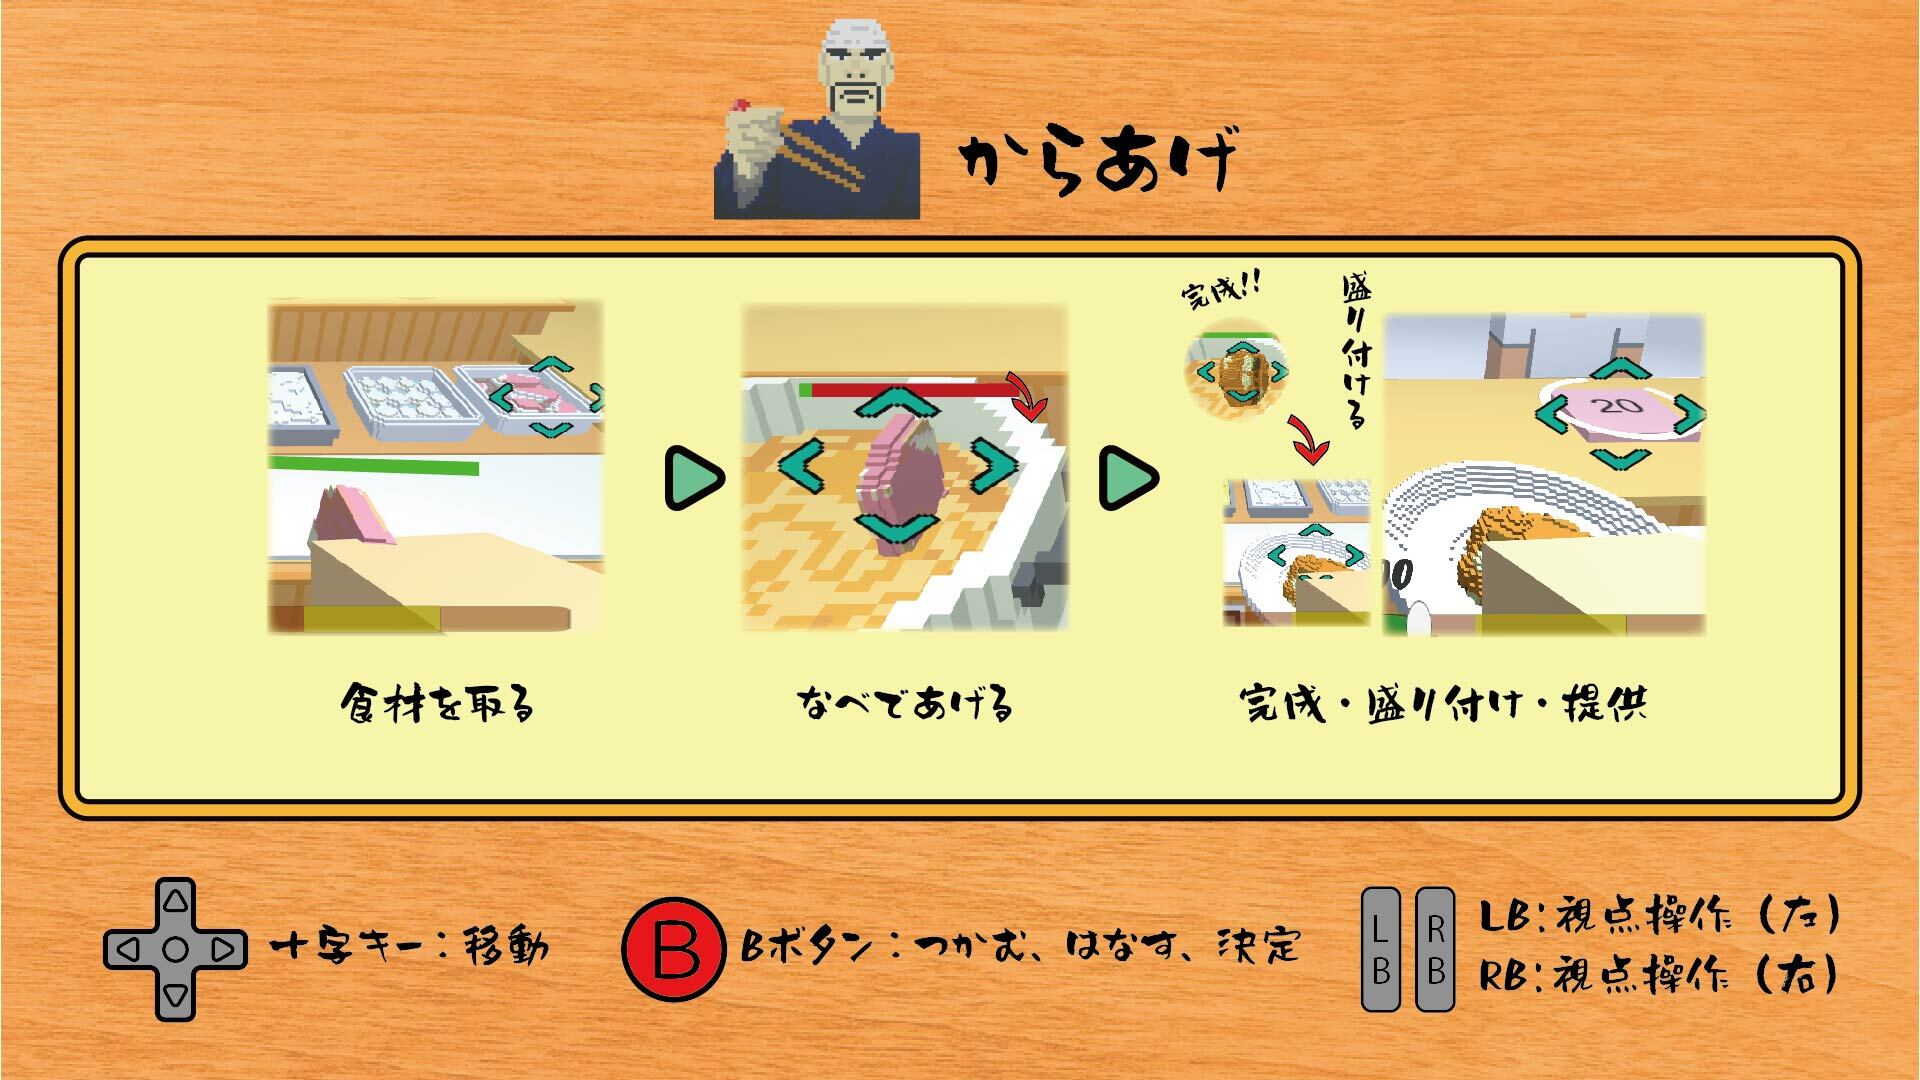 からあげ
完成!!
盛り付ける
20
食材を取る
なべであげる
完成・盛り付け・提供
十字キー：移動
B
Bボタン：つかむ、はなす、決定
LB
RB
LB：視点操作（左）
RB：視点操作（右）